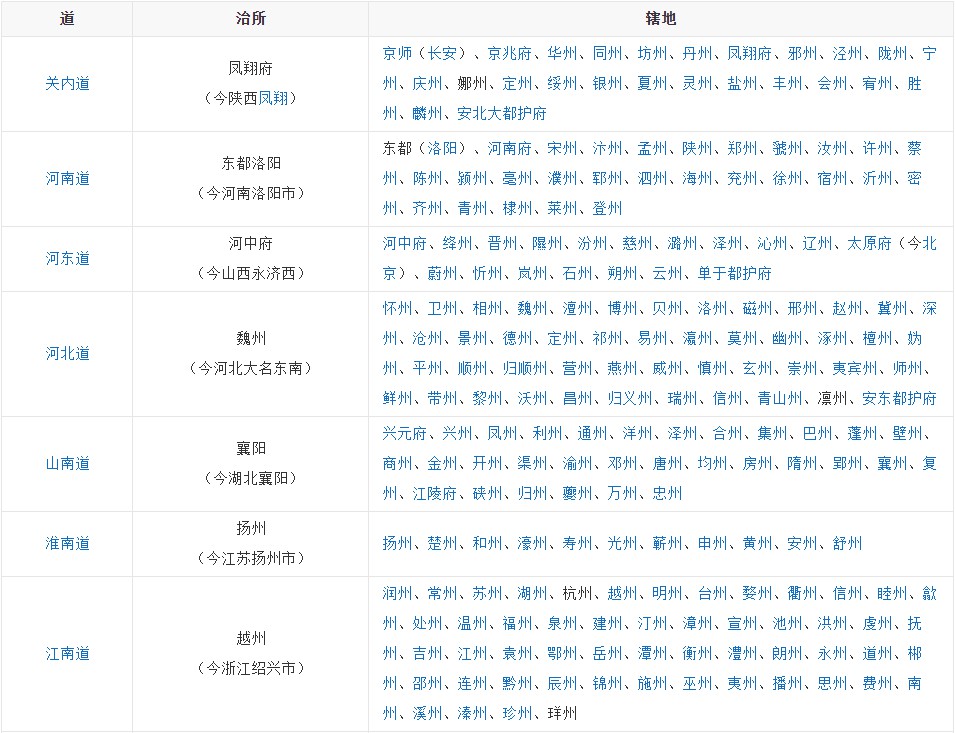 道 治所 辖地
关内道
凤翔府
（今陕西凤翔）
京师（长安）、京兆府、华州、同州、坊州、丹州、凤翔府、邪州、泾州、陇州、宁
州、庆州、鄜州、定州、绥州、银州、夏州、灵州、盐州、丰州、会州、宥州、胜
州、麟州、安北大都护府
河南道
东都洛阳
（今河南洛阳市）
东都（洛阳）、河南府、宋州、汴州、孟州、陕州、郑州、虢州、汝州、许州、蔡
州、陈州、颍州、亳州、濮州、郓州、泗州、海州、兖州、徐州、宿州、沂州、密
州、齐州、青州、棣州、莱州、登州
河东道
河中府
（今山西永济西）
河中府、绛州、晋州、隰州、汾州、慈州、潞州、泽州、沁州、辽州、太原府（今北
京）、蔚州、忻州、岚州、石州、朔州、云州、单于都护府
河北道
魏州
（今河北大名东南）
怀州、卫州、相州、魏州、澶州、博州、贝州、洛州、磁州、邢州、赵州、冀州、深
州、沧州、景州、德州、定州、祁州、易州、瀛州、莫州、幽州、涿州、檀州、妫
州、平州、顺州、归顺州、营州、燕州、威州、慎州、玄州、崇州、夷宾州、师州、
鲜州、带州、黎州、沃州、昌州、归义州、瑞州、信州、青山州、凛州、安东都护府
山南道
襄阳
（今湖北襄阳）
兴元府、兴州、凤州、利州、通州、洋州、泽州、合州、集州、巴州、蓬州、壁州、
商州、金州、开州、渠州、渝州、邓州、唐州、均州、房州、隋州、郢州、襄州、复
州、江陵府、硖州、归州、夔州、万州、忠州
淮南道
扬州
（今江苏扬州市）
扬州、楚州、和州、濠州、寿州、光州、蕲州、申州、黄州、安州、舒州
江南道
越州
（今浙江绍兴市）
润州、常州、苏州、湖州、杭州、越州、明州、台州、婺州、衢州、信州、睦州、歙
州、处州、温州、福州、泉州、建州、汀州、漳州、宣州、池州、洪州、虔州、抚
州、吉州、江州、袁州、鄂州、岳州、潭州、衡州、澧州、朗州、永州、道州、郴
州、邵州、连州、黔州、辰州、锦州、施州、巫州、夷州、播州、思州、费州、南
州、溪州、溱州、珍州、牂州